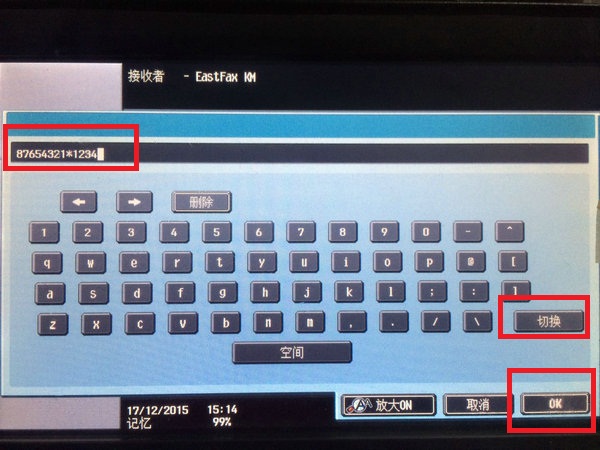 接收者 - EastFax KM
87654321*1234
← → 删除
1 2 3 4 5 6 7 8 9 0 - ^
q w e r t y u i o p @ [
a s d f g h j k l ; : ]
z x c v b n m , . / \ 切换
空间
放大ON 取消 OK
17/12/2015 15:14
记忆 99%